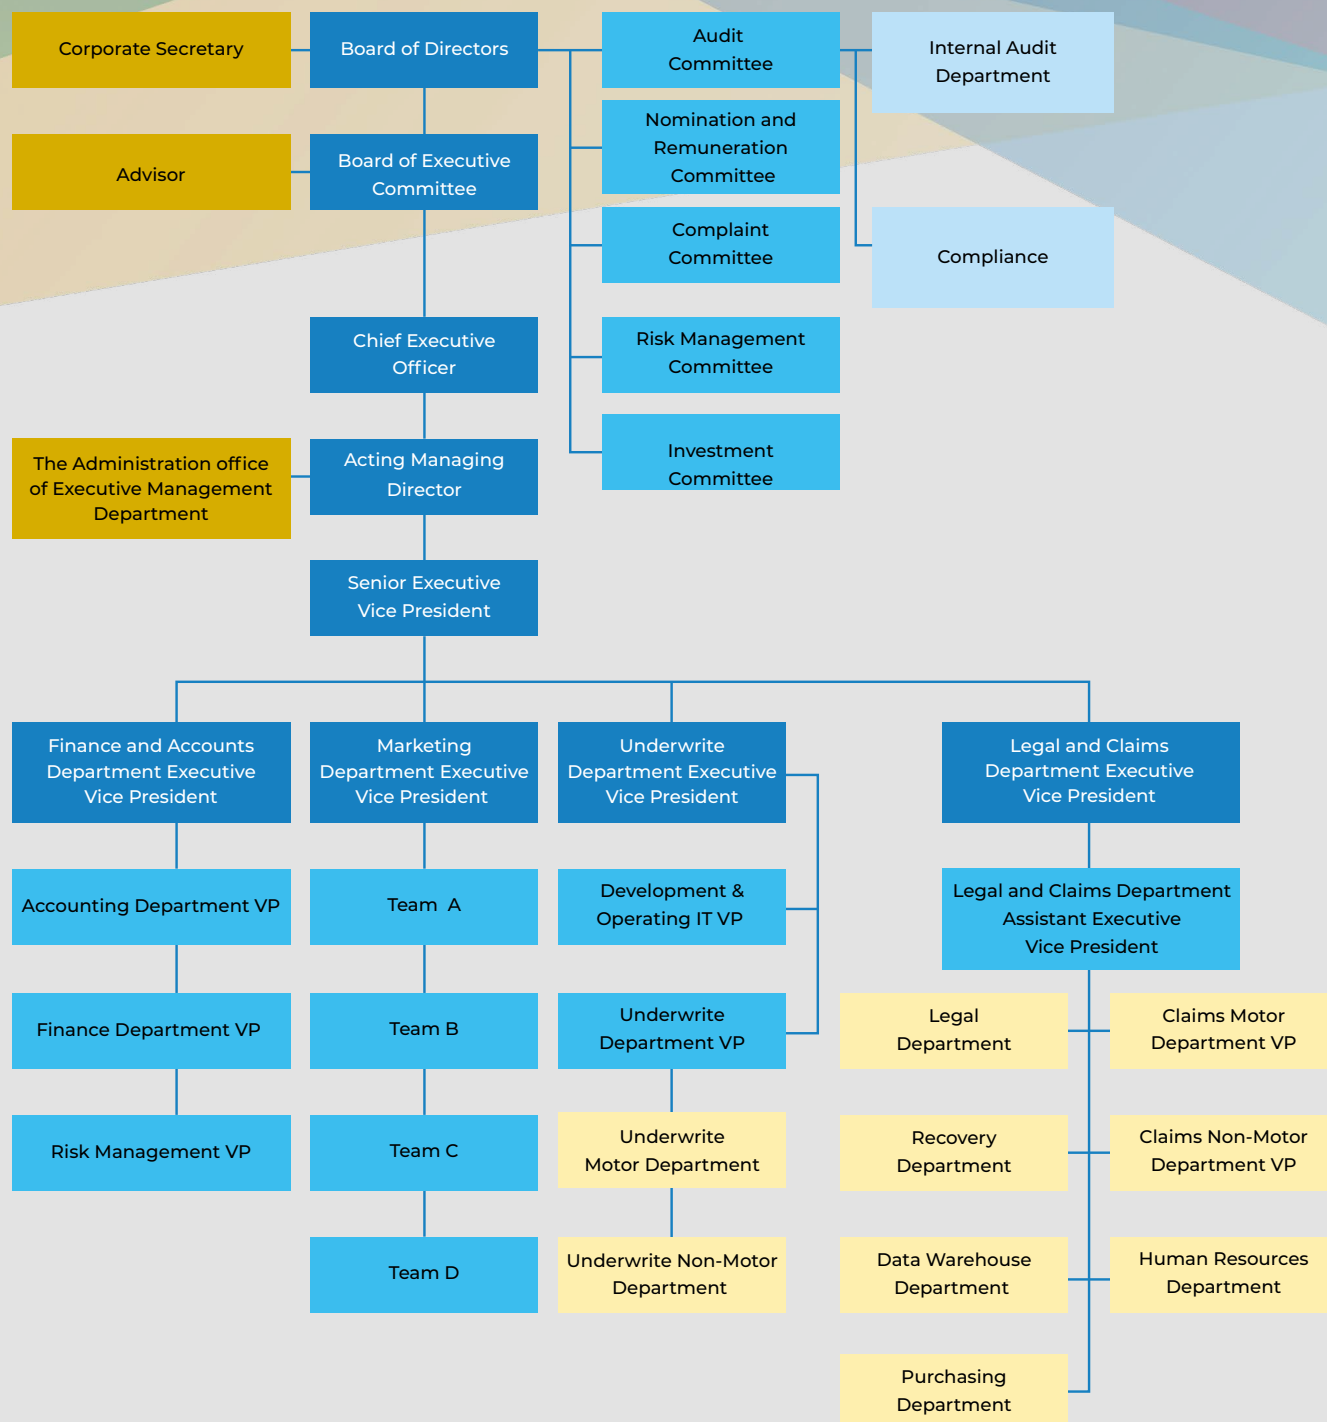 Corporate Secretary
Board of Directors
Audit
Committee
Internal Audit
Department
Nomination and
Remuneration
Committee
Advisor
Board of Executive
Committee
Complaint
Committee
Compliance
Chief Executive
Officer
Risk Management
Committee
The Administration office
of Executive Management
Department
Acting Managing
Director
Investment
Committee
Senior Executive
Vice President
Finance and Accounts
Department Executive
Vice President
Marketing
Department Executive
Vice President
Underwrite
Department Executive
Vice President
Legal and Claims
Department Executive
Vice President
Accounting Department VP
Team A
Development &
Operating IT VP
Legal and Claims Department
Assistant Executive
Vice President
Finance Department VP
Team B
Underwrite
Department VP
Legal
Department
Claims Motor
Department VP
Risk Management VP
Team C
Underwrite
Motor Department
Recovery
Department
Claims Non-Motor
Department VP
Team D
Underwrite Non-Motor
Department
Data Warehouse
Department
Human Resources
Department
Purchasing
Department